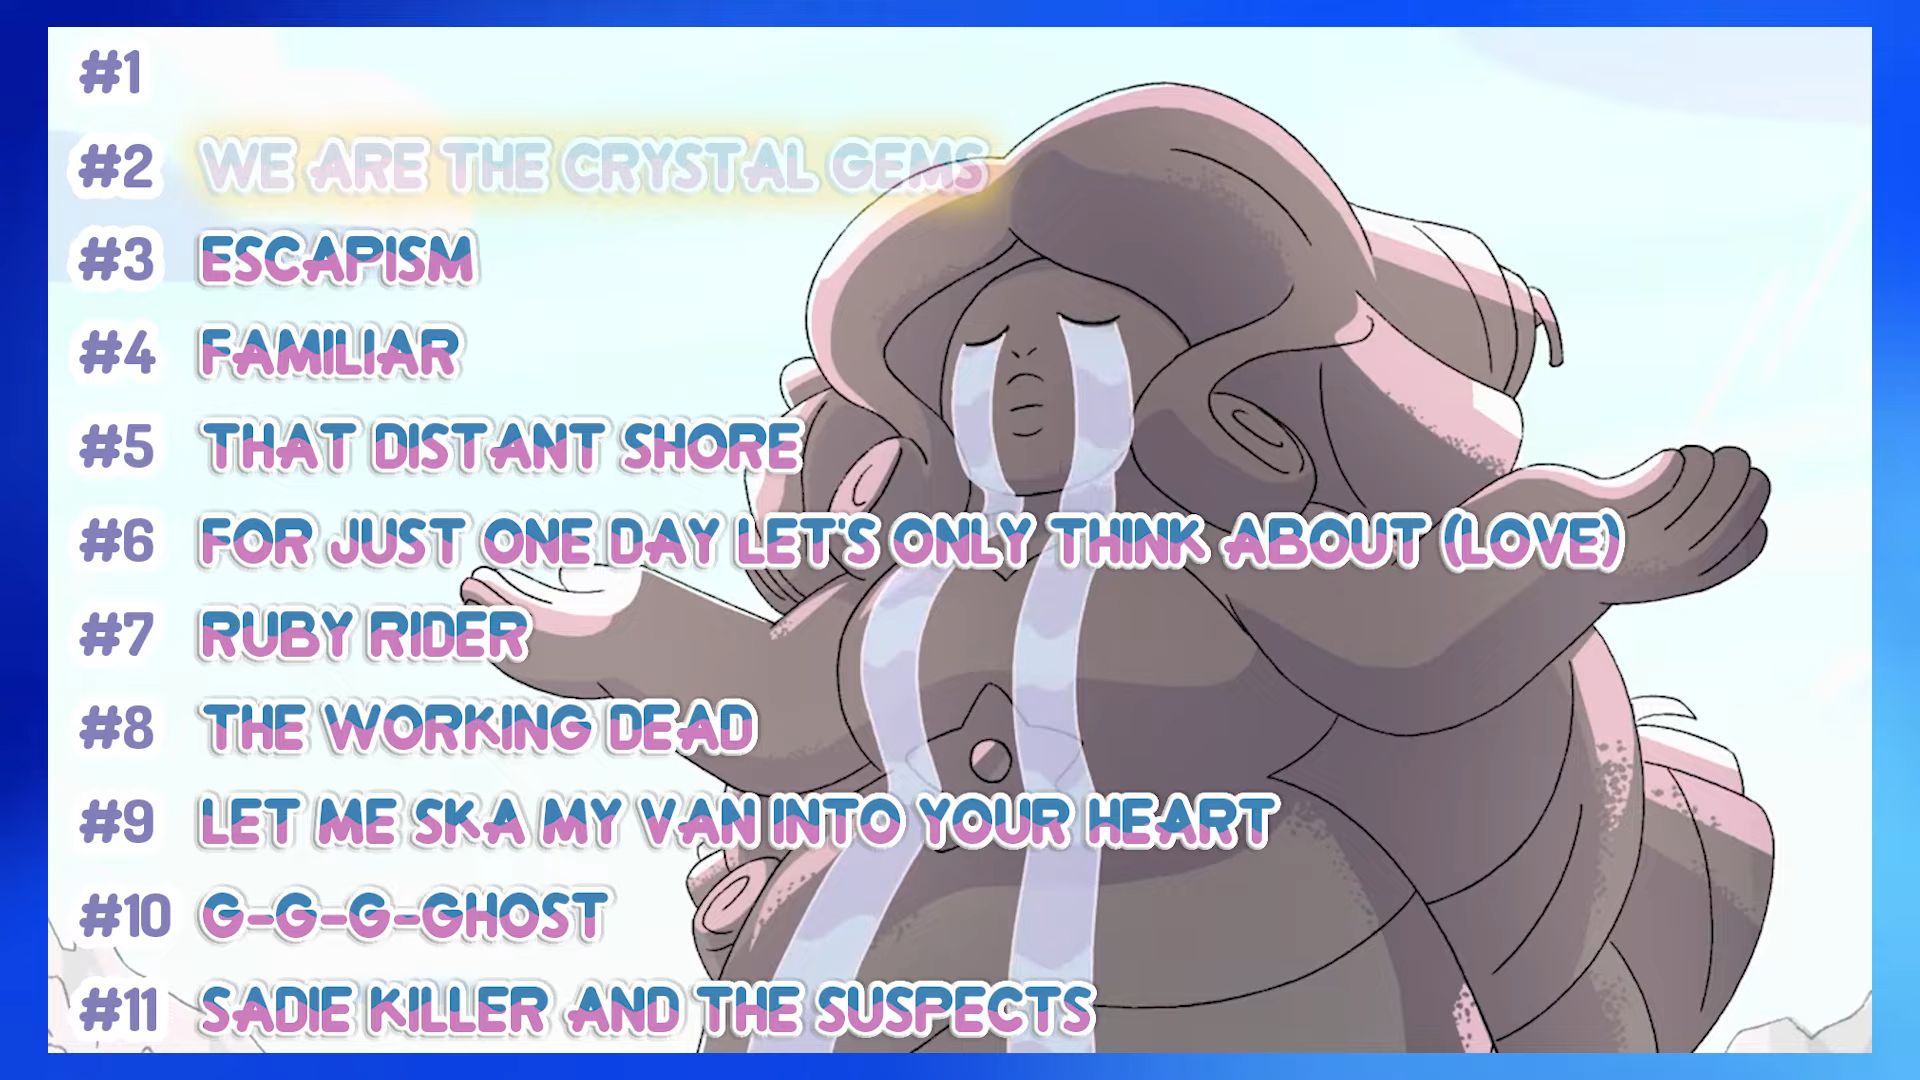 #1
#2 WE ARE THE CRYSTAL GEMS
#3 ESCAPISM
#4 FAMILIAR
#5 THAT DISTANT SHORE
#6 FOR JUST ONE DAY LET'S ONLY THINK ABOUT (LOVE)
#7 RUBY RIDER
#8 THE WORKING DEAD
#9 LET ME SKA MY VAN INTO YOUR HEART
#10 G-G-G-GHOST
#11 SADIE KILLER AND THE SUSPECTS